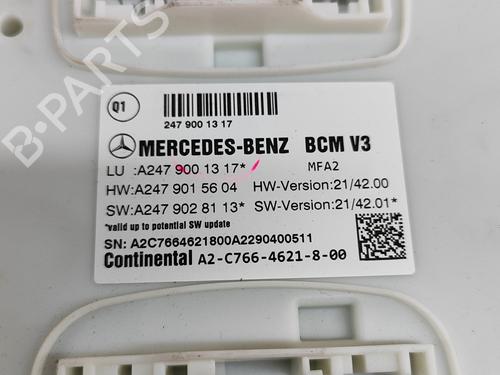 B-PARTS
Q1
247 900 13 17
MERCEDES-BENZ BCM V3
LU :A247 900 13 17* MFA2
HW:A247 901 56 04 HW-Version:21/42.00
SW:A247 902 81 13* SW-Version:21/42.01*
*valid up to potential SW update
SN: A2C7664621800A2290400511
Continental A2-C766-4621-8-00